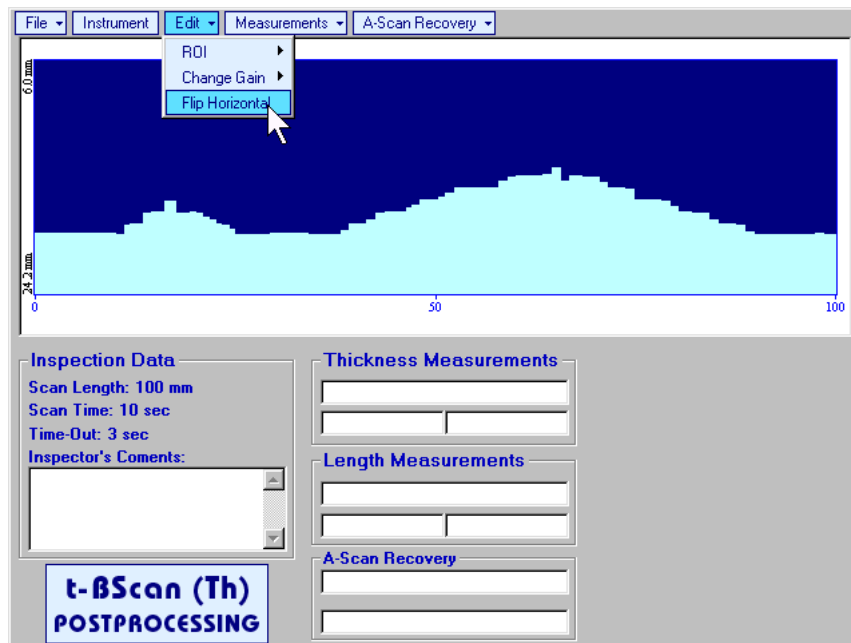 File Instrument Edit Measurements A-Scan Recovery
ROI
Change Gain
Flip Horizontal
6.0 mm
24.2 mm
0 50 100
Inspection Data
Scan Length: 100 mm
Scan Time: 10 sec
Time-Out: 3 sec
Inspector's Coments:
Thickness Measurements
Length Measurements
A-Scan Recovery
t-ßScan (Th)
POSTPROCESSING